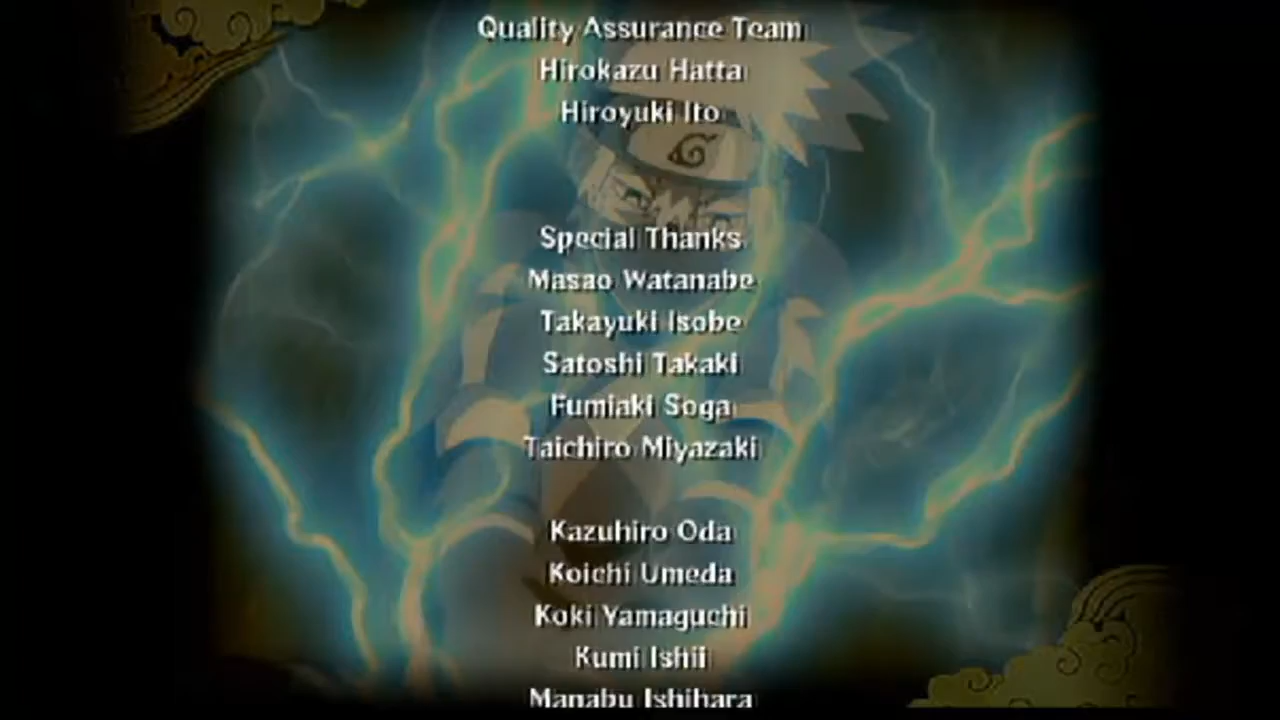 Quality Assurance Team
Hirokazu Hatta
Hiroyuki Ito
Special Thanks
Masao Watanabe
Takayuki Isobe
Satoshi Takaki
Fumiaki Soga
Taichiro Miyazaki
Kazuhiro Oda
Koichi Umeda
Koki Yamaguchi
Kumi Ishii
Manabu Ishihara